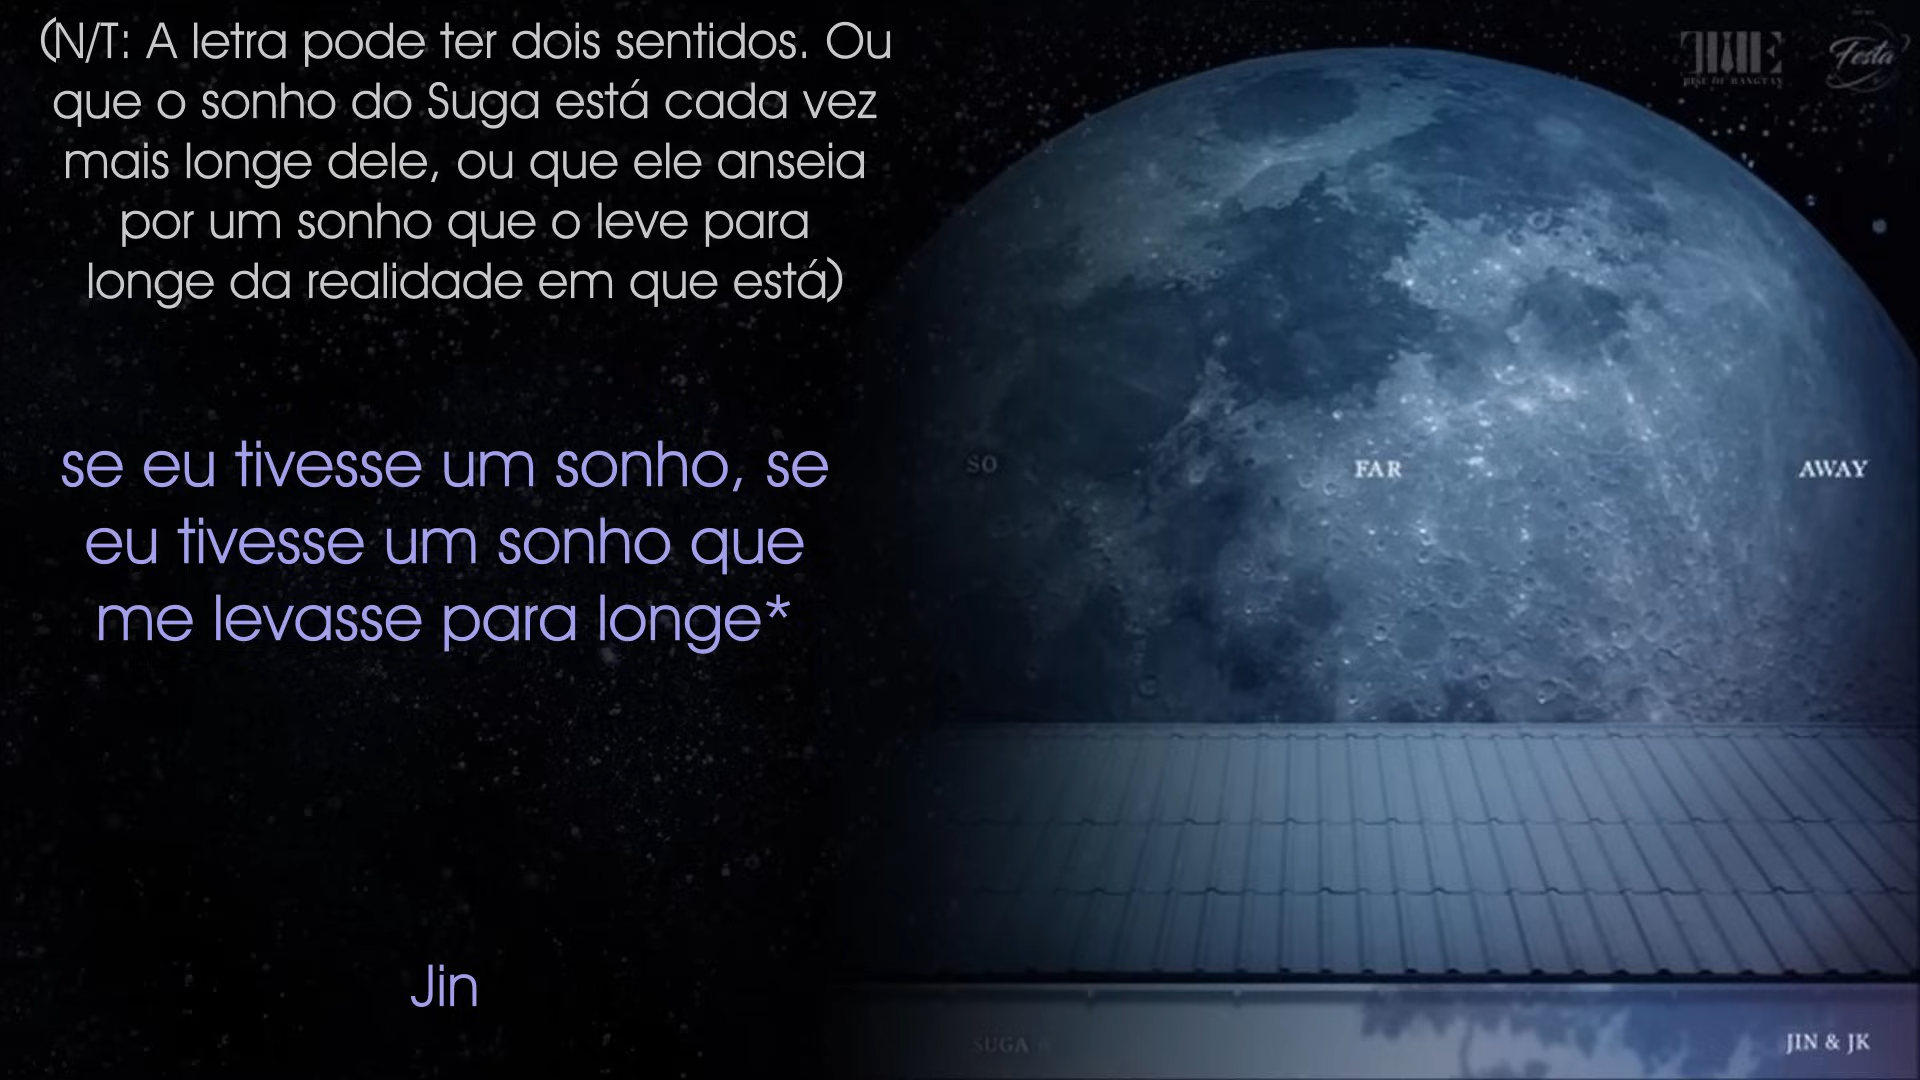 (N/T: A letra pode ter dois sentidos. Ou
que o sonho do Suga está cada vez
mais longe dele, ou que ele anseia
por um sonho que o leve para
longe da realidade em que está)
Festa
SO FAR AWAY
se eu tivesse um sonho, se
eu tivesse um sonho que
me levasse para longe*
Jin
SUGA
JIN & JK